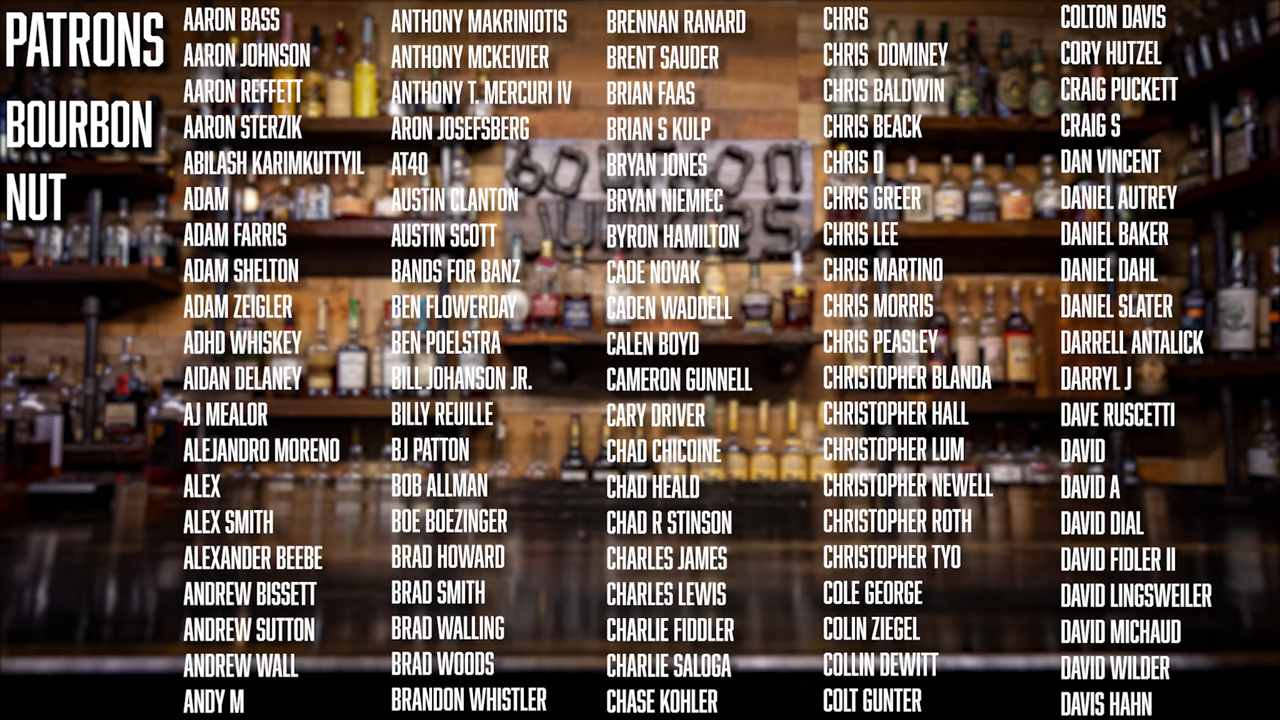 PATRONS
BOURBON
NUT
AARON BASS
AARON JOHNSON
AARON REFFETT
AARON STERZIK
ABILASH KARIMKUTTYIL
ADAM
ADAM FARRIS
ADAM SHELTON
ADAM ZEIGLER
ADHD WHISKEY
AIDAN DELANEY
AJ MEALOR
ALEJANDRO MORENO
ALEX
ALEX SMITH
ALEXANDER BEEBE
ANDREW BISSETT
ANDREW SUTTON
ANDREW WALL
ANDY M
ANTHONY MAKRINIOTIS
ANTHONY MCKEIVIER
ANTHONY T. MERCURI IV
ARON JOSEFSBERG
AT40
AUSTIN CLANTON
AUSTIN SCOTT
BANDS FOR BANZ
BEN FLOWERDAY
BEN POELSTRA
BILL JOHANSON JR.
BILLY REUILLE
BJ PATTON
BOB ALLMAN
BOE BOEZINGER
BRAD HOWARD
BRAD SMITH
BRAD WALLING
BRAD WOODS
BRANDON WHISTLER
BRENNAN RANARD
BRENT SAUDER
BRIAN FAAS
BRIAN S KULP
BRYAN JONES
BRYAN NIEMIEC
BYRON HAMILTON
CADE NOVAK
CADEN WADDELL
CALEN BOYD
CAMERON GUNNELL
CARY DRIVER
CHAD CHICOINE
CHAD HEALD
CHAD R STINSON
CHARLES JAMES
CHARLES LEWIS
CHARLIE FIDDLER
CHARLIE SALOGA
CHASE KOHLER
CHRIS
CHRIS DOMINEY
CHRIS BALDWIN
CHRIS BEACK
CHRIS D
CHRIS GREER
CHRIS LEE
CHRIS MARTINO
CHRIS MORRIS
CHRIS PEASLEY
CHRISTOPHER BLANDA
CHRISTOPHER HALL
CHRISTOPHER LUM
CHRISTOPHER NEWELL
CHRISTOPHER ROTH
CHRISTOPHER TYO
COLE GEORGE
COLIN ZIEGEL
COLLIN DEWITT
COLT GUNTER
COLTON DAVIS
CORY HUTZEL
CRAIG PUCKETT
CRAIG S
DAN VINCENT
DANIEL AUTREY
DANIEL BAKER
DANIEL DAHL
DANIEL SLATER
DARRELL ANTALICK
DARRYL J
DAVE RUSCETTI
DAVID
DAVID A
DAVID DIAL
DAVID FIDLER II
DAVID LINGSWEILER
DAVID MICHAUD
DAVID WILDER
DAVIS HAHN